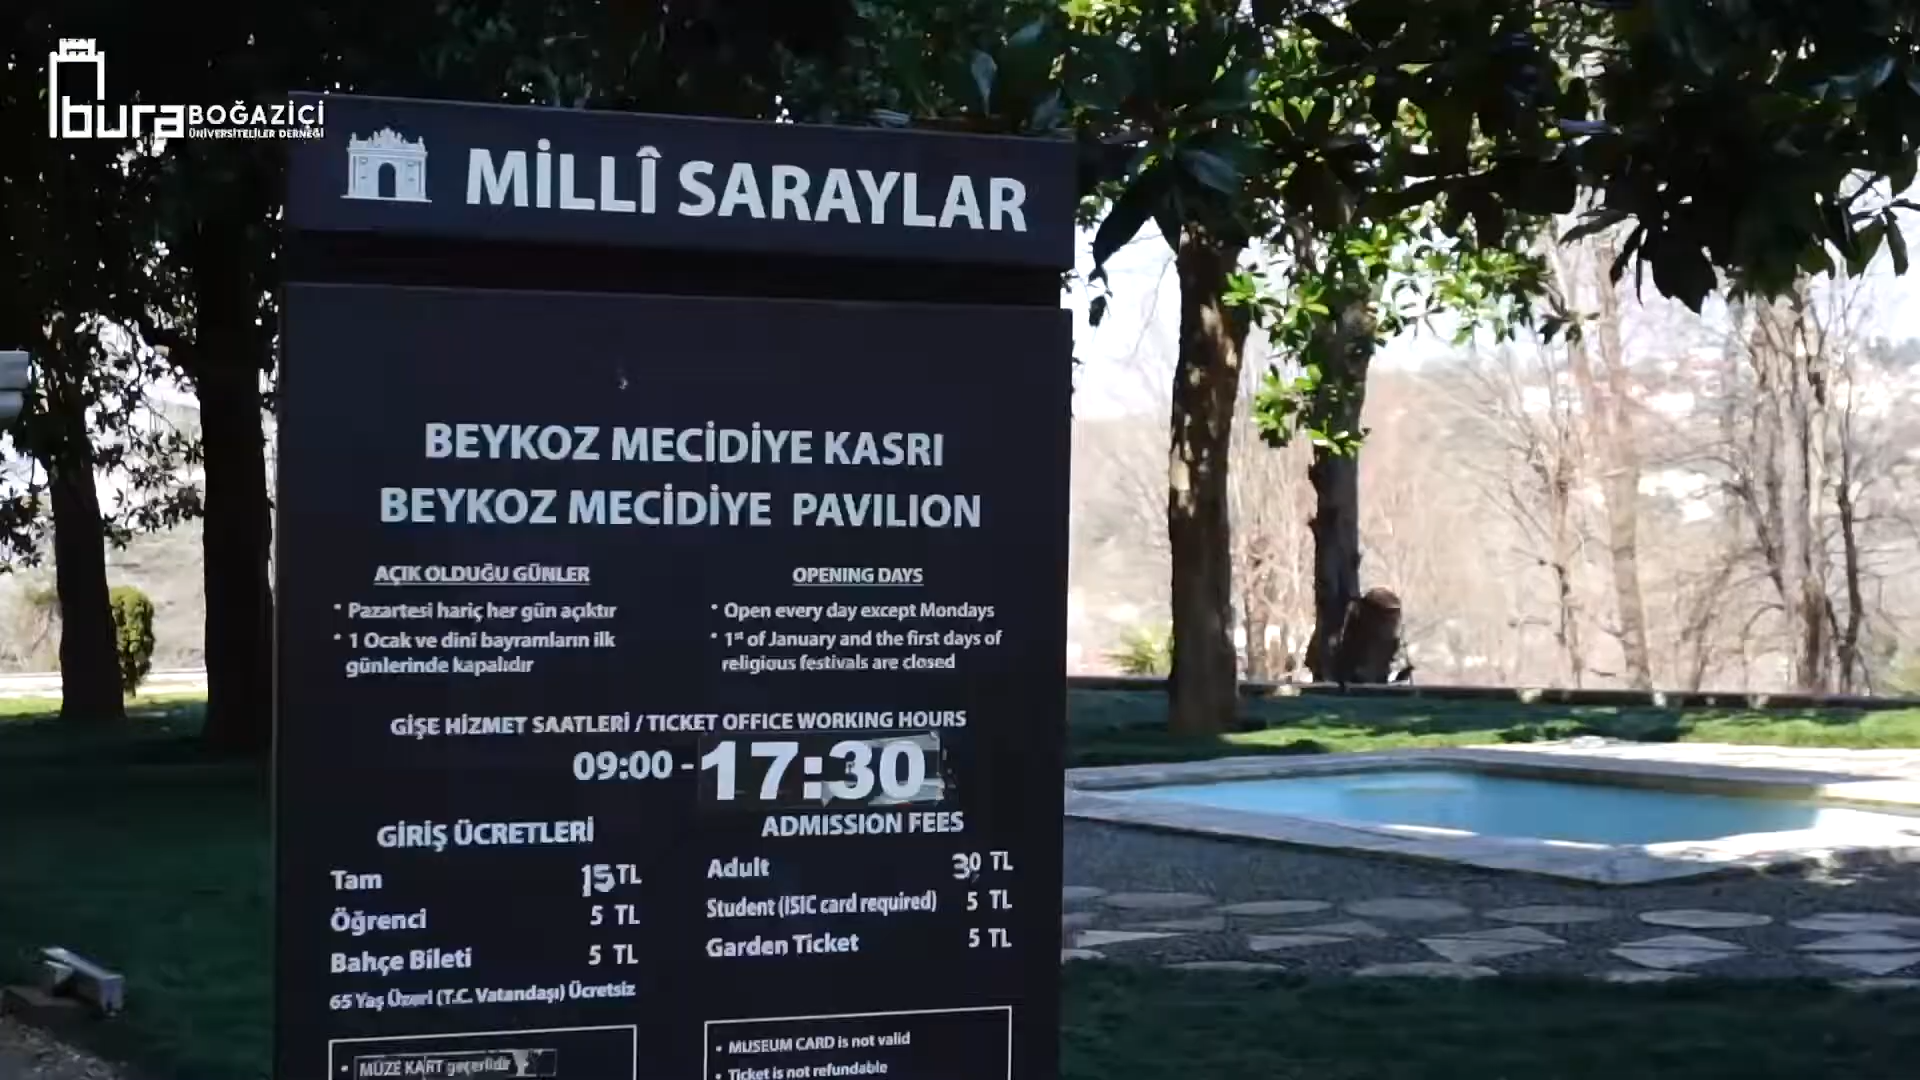 bura BOĞAZİÇİ
ÜNİVERSİTELİLER DERNEĞİ
MİLLÎ SARAYLAR
BEYKOZ MECİDİYE KASRI
BEYKOZ MECİDİYE PAVILION
AÇIK OLDUĞU GÜNLER
• Pazartesi hariç her gün açıktır
• 1 Ocak ve dini bayramların ilk
günlerinde kapalıdır
OPENING DAYS
• Open every day except Mondays
• 1st of January and the first days of
religious festivals are closed
GİŞE HİZMET SAATLERİ / TICKET OFFICE WORKING HOURS
09:00 - 17:30
GİRİŞ ÜCRETLERİ
Tam 15 TL
Öğrenci 5 TL
Bahçe Bileti 5 TL
65 Yaş Üzeri (T.C. Vatandaşı) Ücretsiz
• MÜZE KART geçerlidir
ADMISSION FEES
Adult 30 TL
Student (ISIC card required) 5 TL
Garden Ticket 5 TL
• MUSEUM CARD is not valid
• Ticket is not refundable